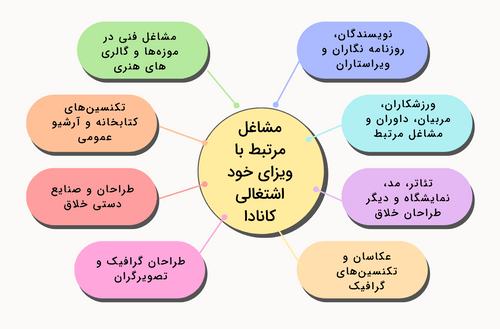 مشاغل
مرتبط با
ویزای خود
اشتغالی
کانادا
نویسندگان،
روزنامه نگاران و
ویراستاران
ورزشکاران،
مربیان، داوران و
مشاغل مرتبط
تئاتر، مد،
نمایشگاه و دیگر
طراحان خلاق
عکاسان و
تکنسین‌های
گرافیک
مشاغل فنی در
موزه‌ها و گالری
های هنری
تکنسین‌های
کتابخانه و آرشیو
عمومی
طراحان و صنایع
دستی خلاق
طراحان گرافیک و
تصویرگران